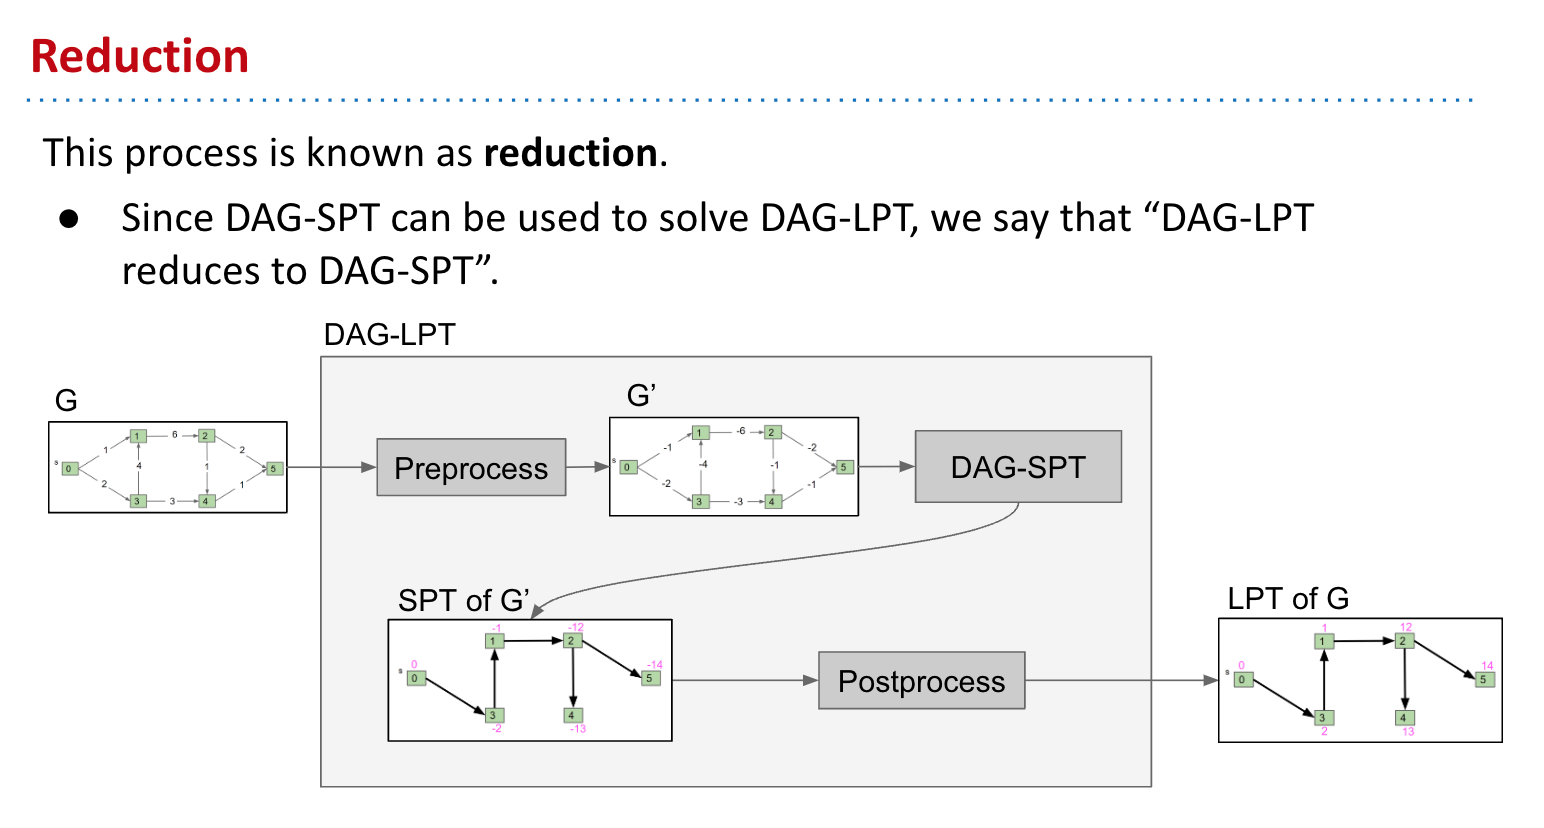 Reduction
This process is known as reduction.
● Since DAG-SPT can be used to solve DAG-LPT, we say that “DAG-LPT
reduces to DAG-SPT”.
DAG-LPT
G
G’
1 6 2
1 2
s 0 4 1 5
2 1
3 3 4
Preprocess
1 -6 2
-1 -2
s 0 -4 -1 5
-2 -1
3 -3 4
DAG-SPT
SPT of G’
LPT of G
-1 -12
1 2
0 -14
s 0 5
3 4
-2 -13
Postprocess
1 12
1 2
0 14
s 0 5
3 4
2 13